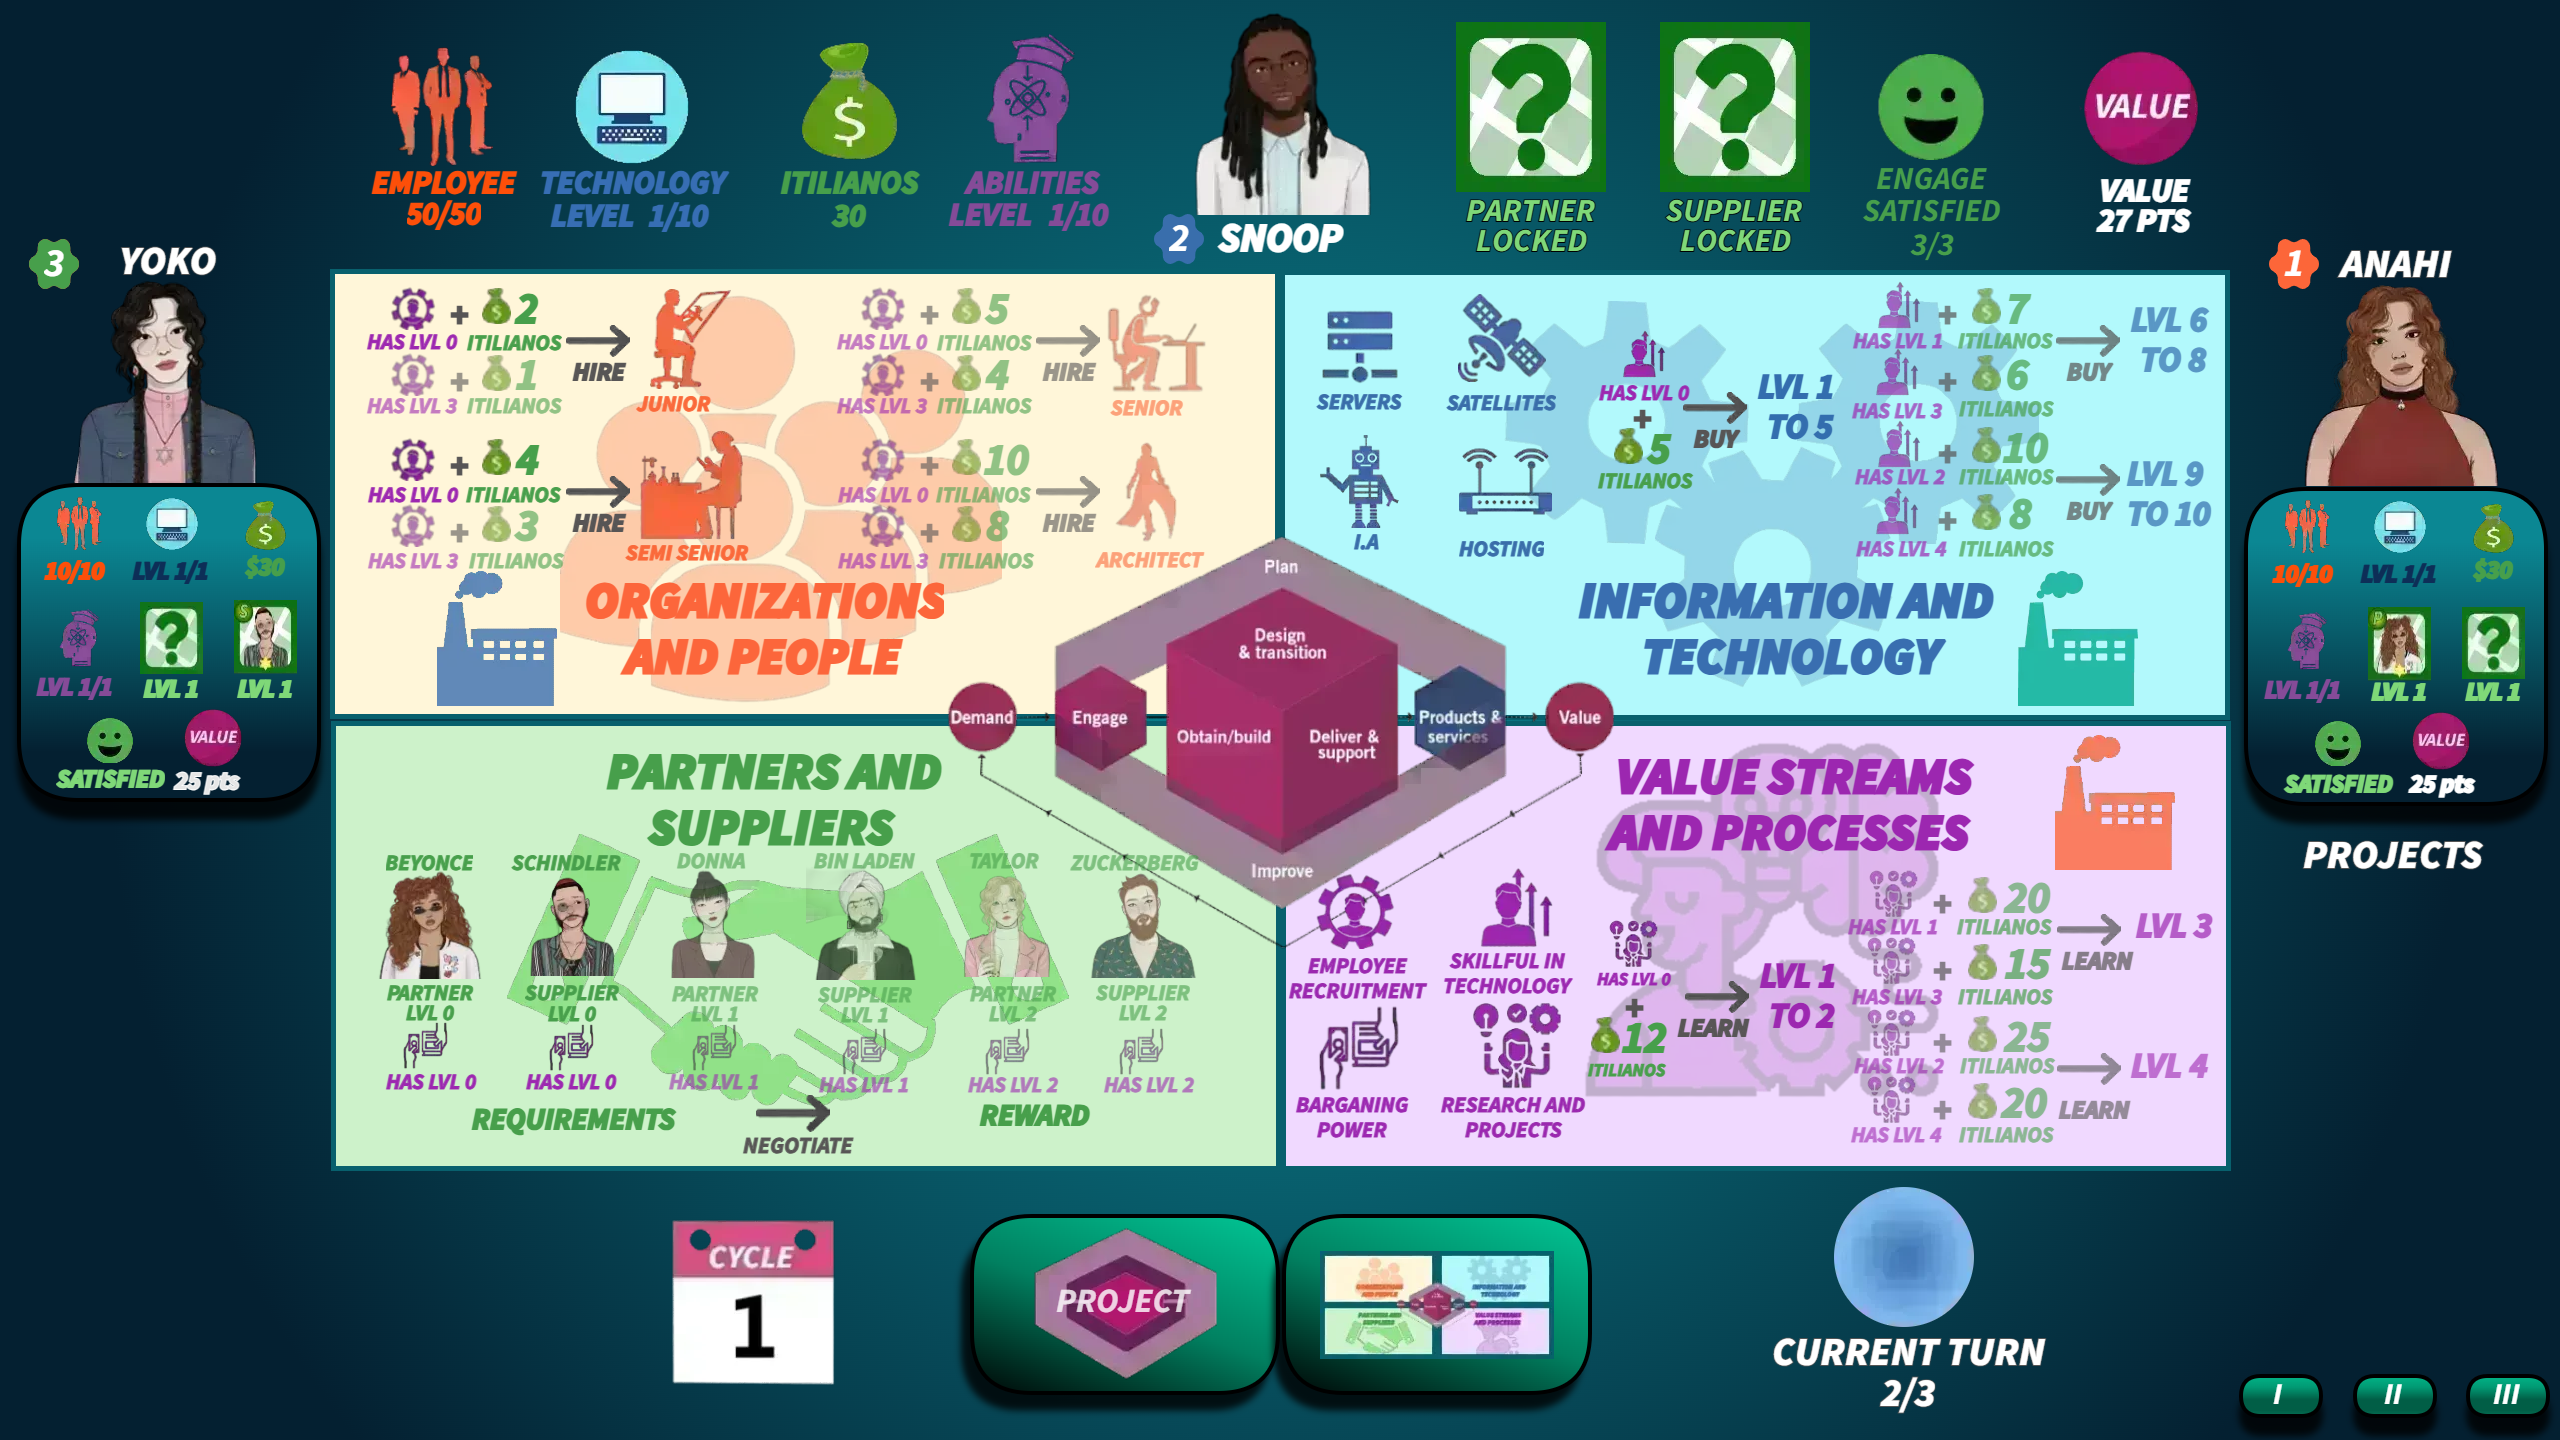 EMPLOYEE
50/50
TECHNOLOGY
LEVEL 1/10
ITILIANOS
30
ABILITIES
LEVEL 1/10
2 SNOOP
PARTNER
LOCKED
SUPPLIER
LOCKED
ENGAGE
SATISFIED
3/3
VALUE
VALUE
27 PTS
3 YOKO
10/10 LVL 1/1 $30
LVL 1/1 LVL 1 LVL 1
VALUE
SATISFIED 25 pts
1 ANAHI
10/10 LVL 1/1 $30
LVL 1/1 LVL 1 LVL 1
VALUE
SATISFIED 25 pts
PROJECTS
+ 2
HAS LVL 0 ITILIANOS
+ 1
HAS LVL 3 ITILIANOS
HIRE
JUNIOR
+ 5
HAS LVL 0 ITILIANOS
+ 4
HAS LVL 3 ITILIANOS
HIRE
SENIOR
+ 4
HAS LVL 0 ITILIANOS
+ 3
HAS LVL 3 ITILIANOS
HIRE
SEMI SENIOR
+ 10
HAS LVL 0 ITILIANOS
+ 8
HAS LVL 3 ITILIANOS
HIRE
ARCHITECT
ORGANIZATIONS
AND PEOPLE
SERVERS
SATELLITES
I.A
HOSTING
HAS LVL 0
+
5
ITILIANOS
BUY
LVL 1
TO 5
+ 7
HAS LVL 1 ITILIANOS
+ 6
HAS LVL 3 ITILIANOS
BUY
LVL 6
TO 8
+ 10
HAS LVL 2 ITILIANOS
+ 8
HAS LVL 4 ITILIANOS
BUY
LVL 9
TO 10
INFORMATION AND
TECHNOLOGY
Plan
Design
& transition
Demand
Engage
Obtain/build
Deliver &
support
Products &
services
Value
Improve
PARTNERS AND
SUPPLIERS
BEYONCE
PARTNER
LVL 0
HAS LVL 0
SCHINDLER
SUPPLIER
LVL 0
HAS LVL 0
DONNA
PARTNER
LVL 1
HAS LVL 1
BIN LADEN
SUPPLIER
LVL 1
HAS LVL 1
TAYLOR
PARTNER
LVL 2
HAS LVL 2
ZUCKERBERG
SUPPLIER
LVL 2
HAS LVL 2
REQUIREMENTS
NEGOTIATE
REWARD
VALUE STREAMS
AND PROCESSES
EMPLOYEE
RECRUITMENT
SKILLFUL IN
TECHNOLOGY
BARGANING
POWER
RESEARCH AND
PROJECTS
HAS LVL 0
+
12
ITILIANOS
LEARN
LVL 1
TO 2
+ 20
HAS LVL 1 ITILIANOS
+ 15
HAS LVL 3 ITILIANOS
LEARN
LVL 3
+ 25
HAS LVL 2 ITILIANOS
+ 20
HAS LVL 4 ITILIANOS
LEARN
LVL 4
CYCLE
1
PROJECT
ORGANIZATIONS
AND PEOPLE
INFORMATION AND
TECHNOLOGY
PARTNERS AND
SUPPLIERS
VALUE STREAMS
AND PROCESSES
CURRENT TURN
2/3
I
II
III